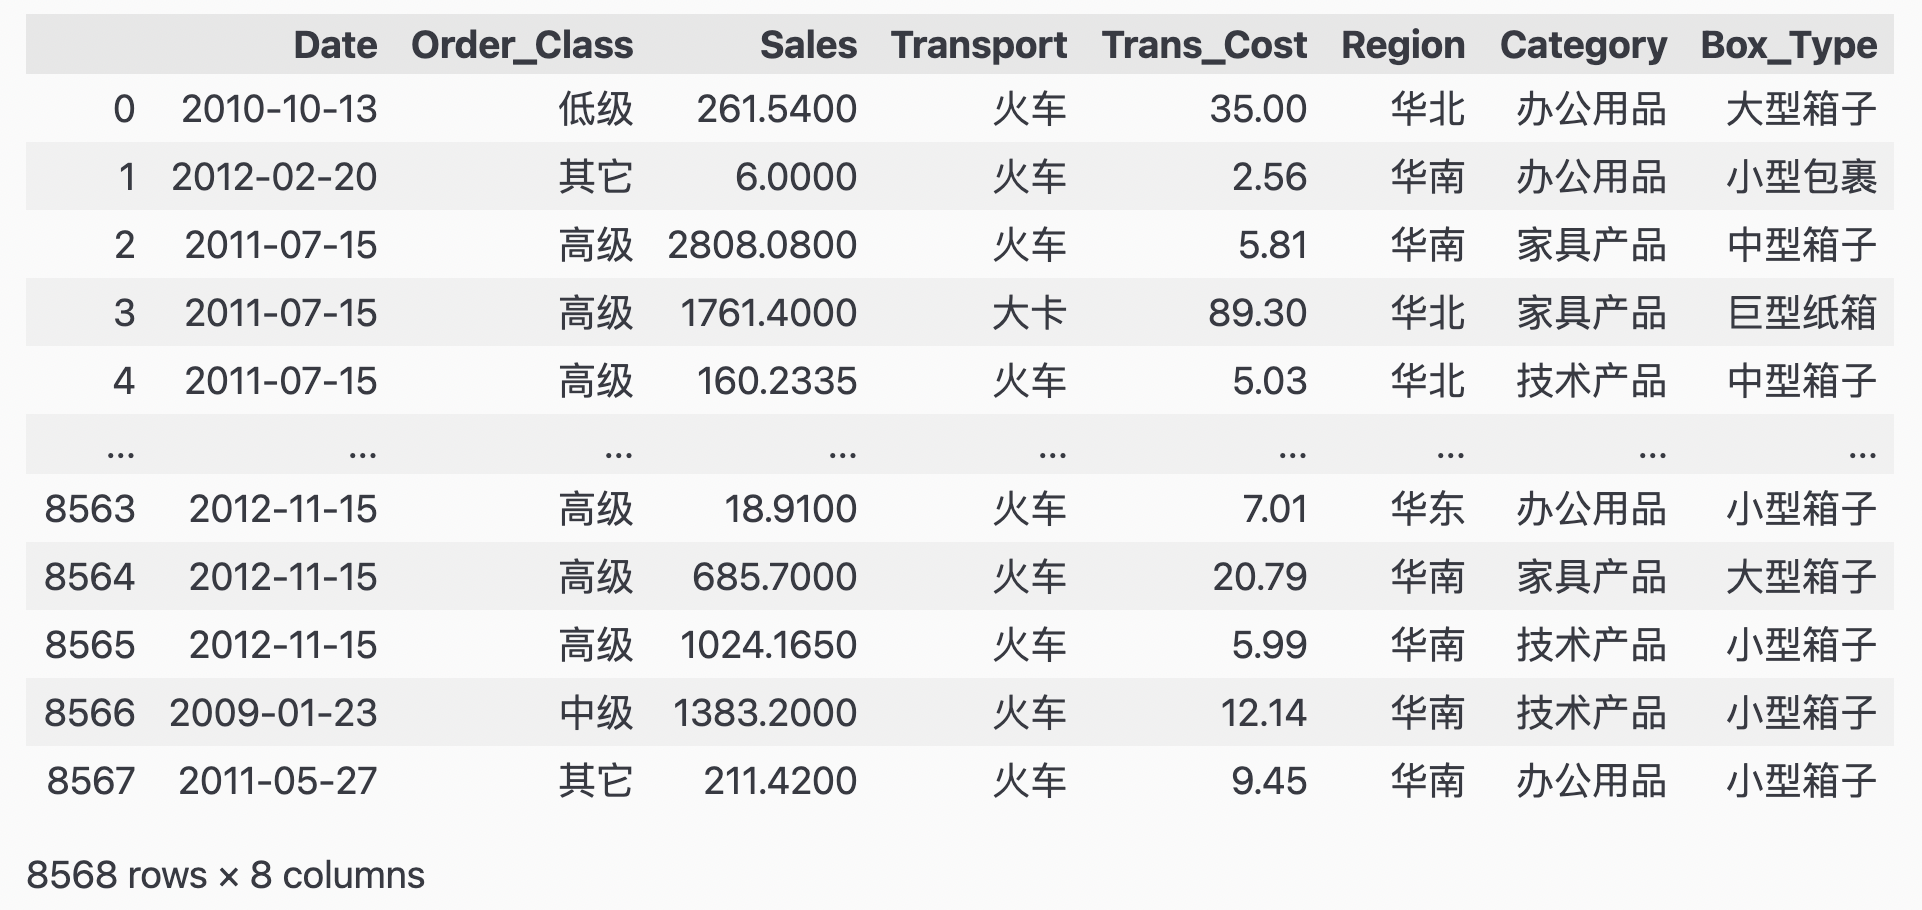 Date Order_Class Sales Transport Trans_Cost Region Category Box_Type
0 2010-10-13 低级 261.5400 火车 35.00 华北 办公用品 大型箱子
1 2012-02-20 其它 6.0000 火车 2.56 华南 办公用品 小型包裹
2 2011-07-15 高级 2808.0800 火车 5.81 华南 家具产品 中型箱子
3 2011-07-15 高级 1761.4000 大卡 89.30 华北 家具产品 巨型纸箱
4 2011-07-15 高级 160.2335 火车 5.03 华北 技术产品 中型箱子
... ... ... ... ... ... ... ... ...
8563 2012-11-15 高级 18.9100 火车 7.01 华东 办公用品 小型箱子
8564 2012-11-15 高级 685.7000 火车 20.79 华南 家具产品 大型箱子
8565 2012-11-15 高级 1024.1650 火车 5.99 华南 技术产品 小型箱子
8566 2009-01-23 中级 1383.2000 火车 12.14 华南 技术产品 小型箱子
8567 2011-05-27 其它 211.4200 火车 9.45 华南 办公用品 小型箱子
8568 rows × 8 columns